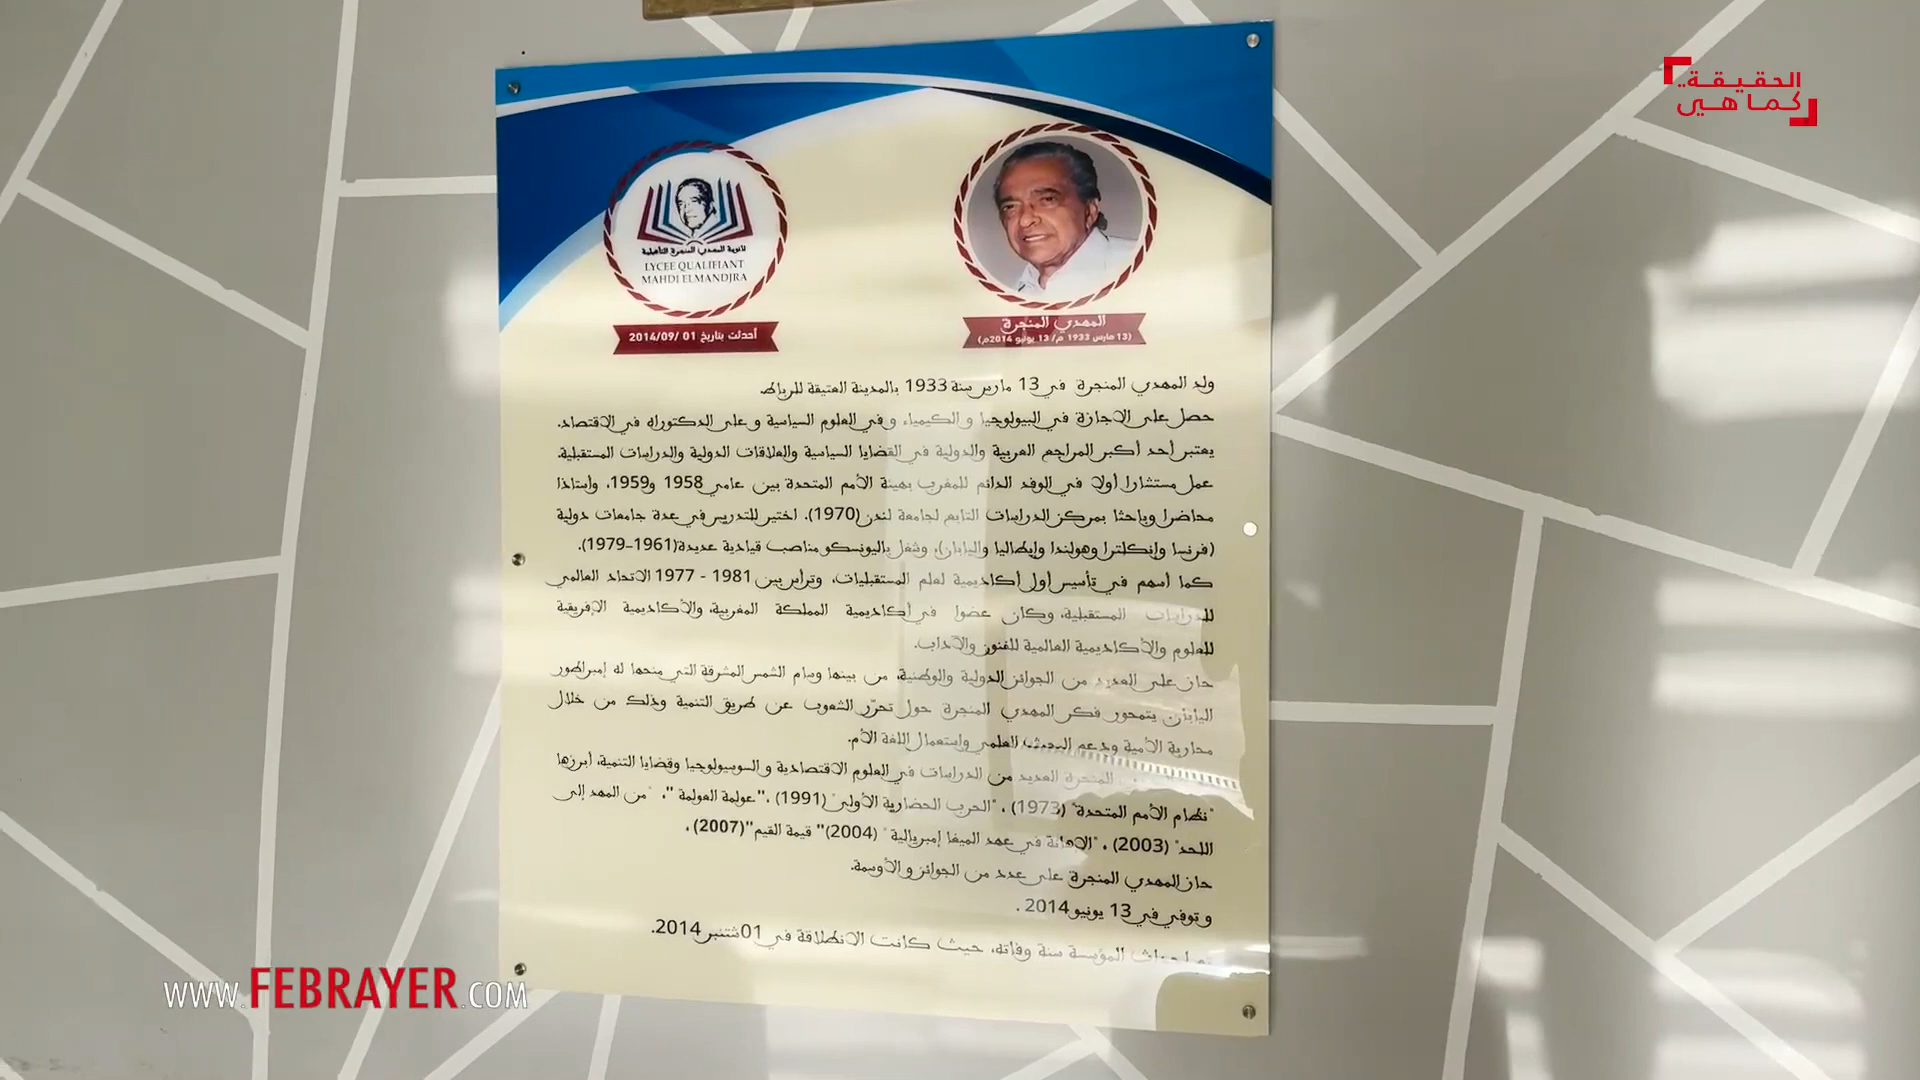 الحقيقة..
كما هي
ثانوية المهدي المنجرة التأهيلية
LYCEE QUALIFIANT
MAHDI ELMANDJRA
أحدثت بتاريخ 01 /2014/09
المهدي المنجرة
(13 مارس 1933 م/ 13 يونيو 2014م)
ولد المهدي المنجرة في 13 مارس سنة 1933 بالمدينة العتيقة للرباط.
حصل على الاجازة في البيولوجيا و الكيمياء و في العلوم السياسية و على الدكتوراه في الاقتصاد.
يعتبر أحد أكبر المراجع العربية والدولية في القضايا السياسية والعلاقات الدولية والدراسات المستقبلية.
عمل مستشارا أولا في الوفد الدائم للمغرب بهيئة الأمم المتحدة بين عامي 1958 و1959، وأستاذا
محاضرا وباحثا بمركز الدراسات التابع لجامعة لندن (1970). اختير للتدريس في عدة جامعات دولية
(فرنسا وإنكلترا وهولندا وإيطاليا واليابان)، وشغل باليونسكو مناصب قيادية عديدة (1961-1979).
كما أسهم في تأسيس أول أكاديمية لعلم المستقبليات، وترأس بين 1981 - 1977 الاتحاد العالمي
للدراسات المستقبلية، وكان عضوا في أكاديمية المملكة المغربية، والأكاديمية الإفريقية
للعلوم والأكاديمية العالمية للفنون والآداب.
حاز على العديد من الجوائز الدولية والوطنية، من بينها وسام الشمس المشرقة التي منحها له إمبراطور
اليابان يتمحور فكر المهدي المنجرة حول تحرّر الشعوب عن طريق التنمية وذلك من خلال
محاربة الأمية ودعم البحث العلمي واستعمال اللغة الأم.
المنجرة العديد من الدراسات في العلوم الاقتصادية و السوسيولوجيا وقضايا التنمية، أبرزها
"نظام الأمم المتحدة" (1973) ، "الحرب الحضارية الأولى" (1991) ، "عولمة العولمة "، "من المهد إلى
اللحد" (2003) ، "الإهانة في عهد الميغا إمبريالية" (2004) "قيمة القيم" (2007) ،
حاز المهدي المنجرة على عدد من الجوائز و الأوسمة.
و توفي في 13 يونيو 2014 .
تم إحداث المؤسسة سنة وفاته، حيث كانت الانطلاقة في 01 شتنبر 2014.
WWW.FEBRAYER.COM